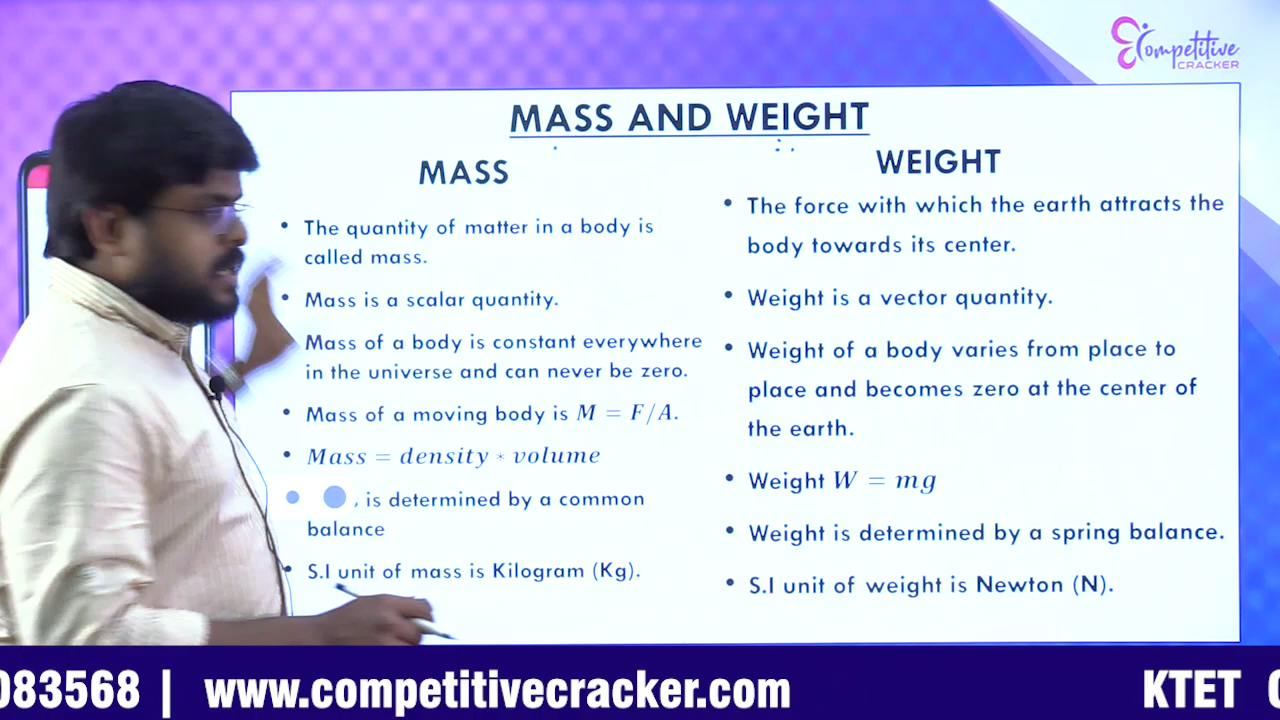 Competitive
CRACKER
MASS AND WEIGHT
MASS
The quantity of matter in a body is
called mass.
Mass is a scalar quantity.
Mass of a body is constant everywhere
in the universe and can never be zero.
Mass of a moving body is M = F/A.
Mass = density * volume
is determined by a common
balance
S.I unit of mass is Kilogram (Kg).
WEIGHT
The force with which the earth attracts the
body towards its center.
Weight is a vector quantity.
Weight of a body varies from place to
place and becomes zero at the center of
the earth.
Weight W = mg
Weight is determined by a spring balance.
S.I unit of weight is Newton (N).
083568 | www.competitivecracker.com KTET